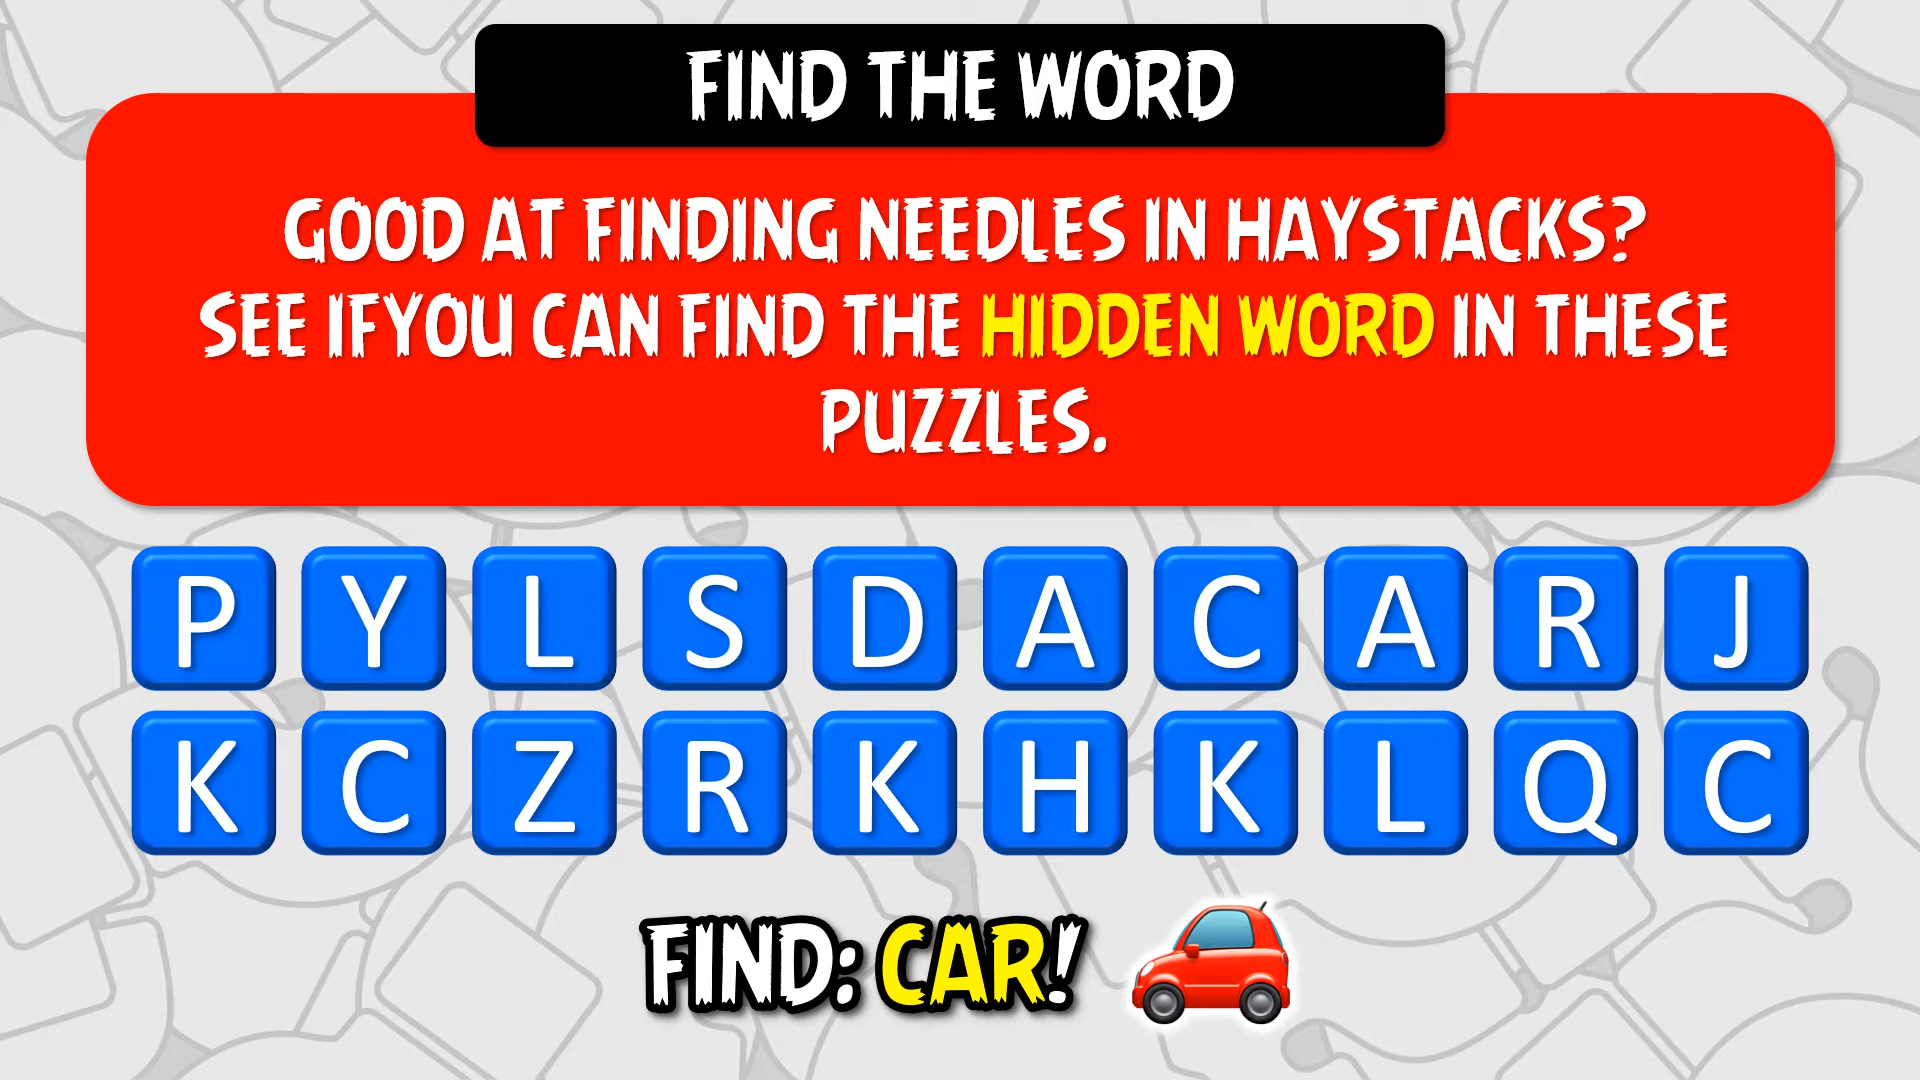 FIND THE WORD
GOOD AT FINDING NEEDLES IN HAYSTACKS?
SEE IFYOU CAN FIND THE HIDDEN WORD IN THESE
PUZZLES.
P Y L S D A C A R J
K C Z R K H K L Q C
FIND: CAR!